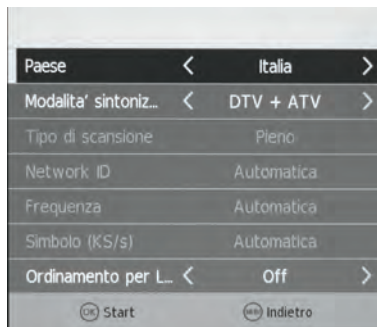 Paese < Italia >
Modalita' sintoniz... < DTV + ATV >
Tipo di scansione Pieno
Network ID Automatica
Frequenza Automatica
Simbolo (KS/s) Automatica
Ordinamento per L... < Off >
OK Start MENU Indietro